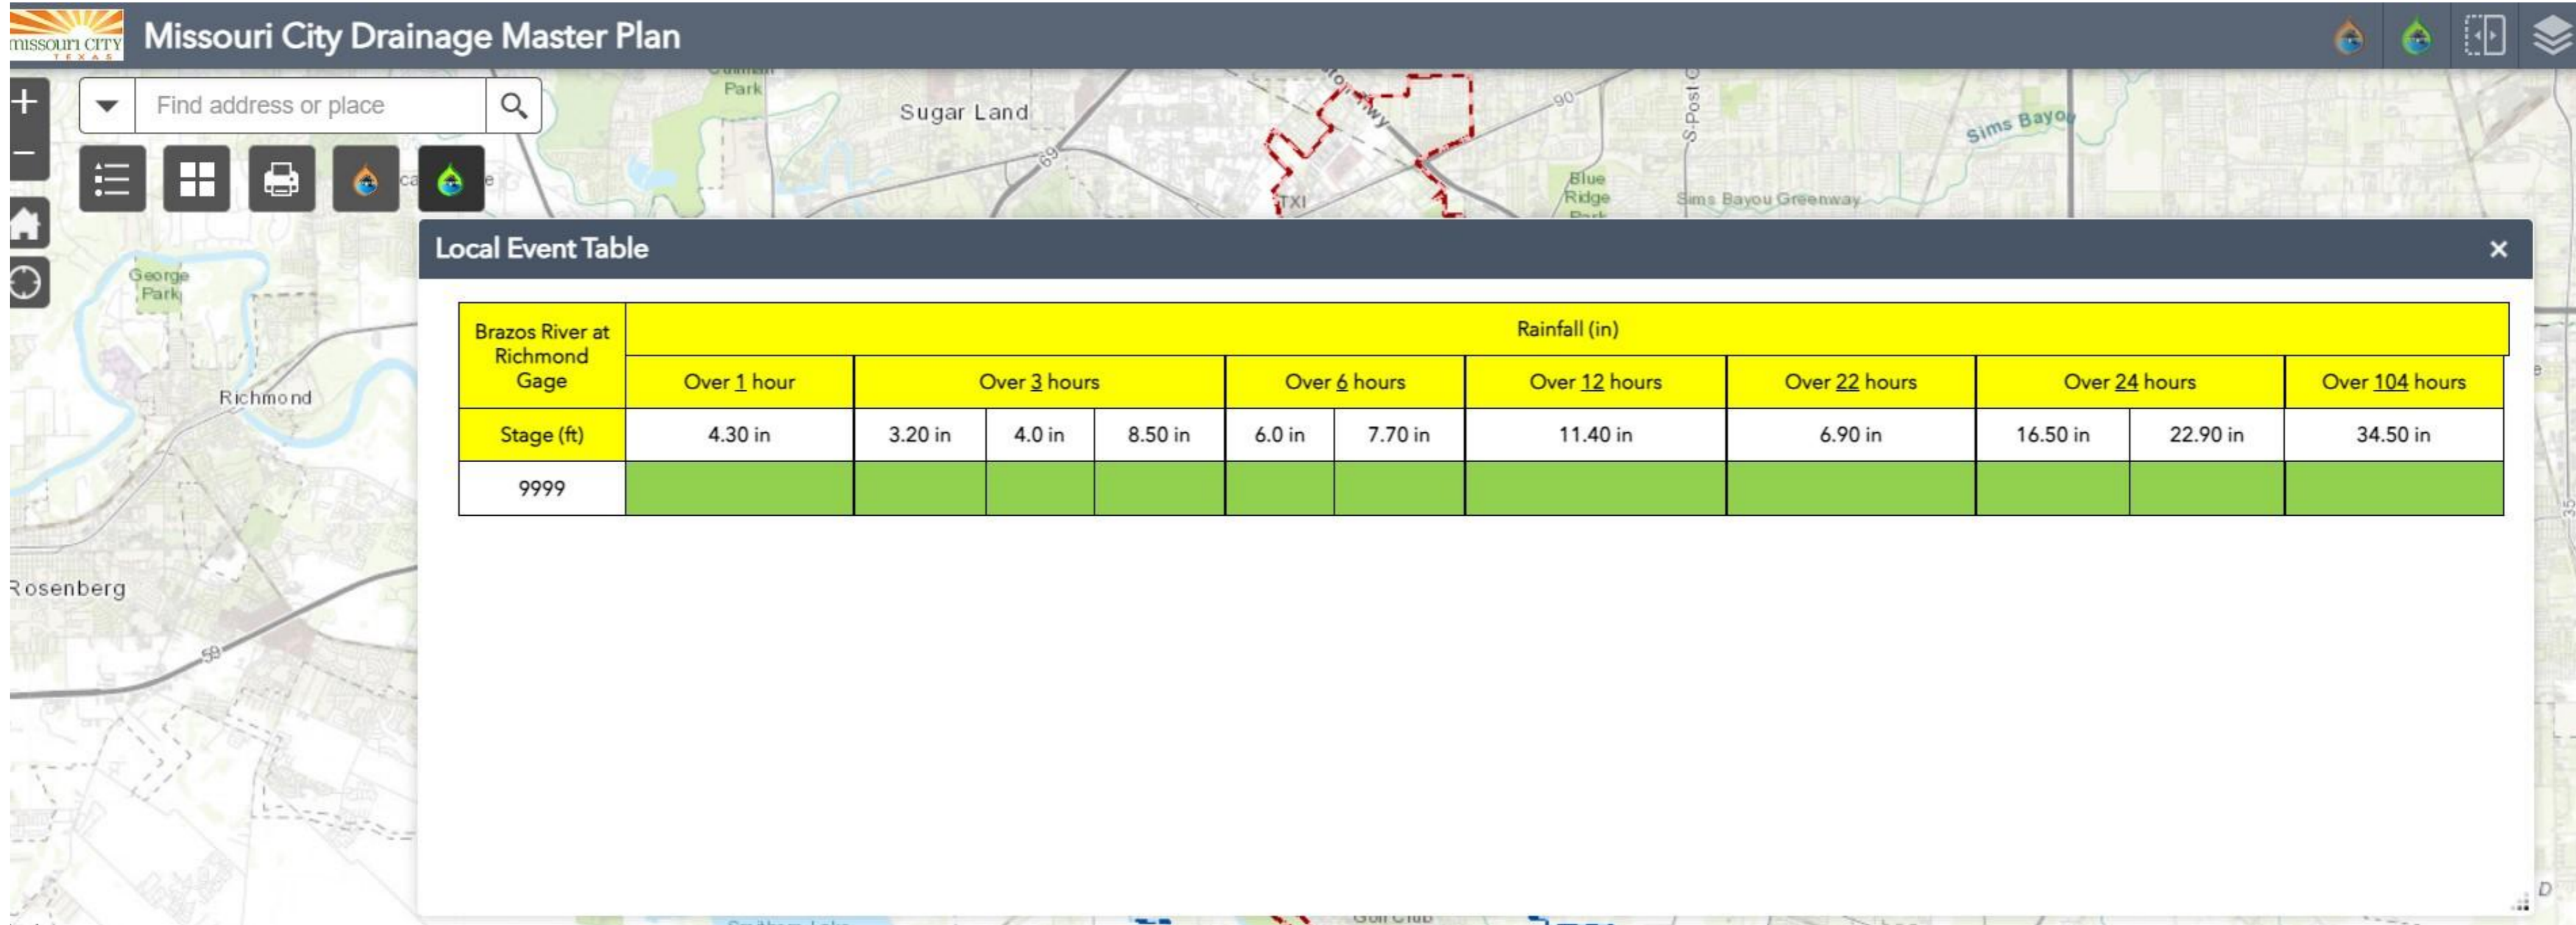 missouri city
TEXAS
Missouri City Drainage Master Plan
Find address or place
Park
Sugar Land
90
S Post
Sims Bayou
69
TXI
Blue
Ridge
Park
Sims Bayou Greenway
Local Event Table
George
Park
Richmond
Rosenberg
59
Brazos River at
Richmond
Gage
Rainfall (in)
Over 1 hour
Over 3 hours
Over 6 hours
Over 12 hours
Over 22 hours
Over 24 hours
Over 104 hours
Stage (ft)
4.30 in
3.20 in
4.0 in
8.50 in
6.0 in
7.70 in
11.40 in
6.90 in
16.50 in
22.90 in
34.50 in
9999
35
D
Golf Club